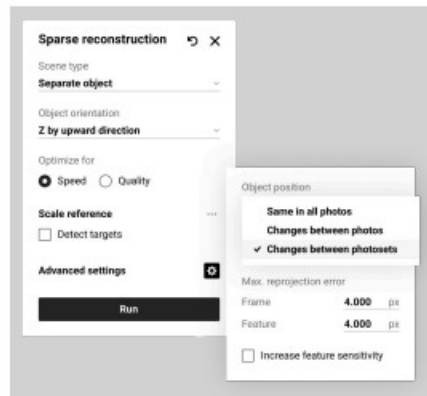 Sparse reconstruction
Scene type
Separate object
Object orientation
Z by upward direction
Optimize for
Speed Quality
Scale reference ...
Detect targets
Advanced settings
Run
Object position
Same in all photos
Changes between photos
Changes between photosets
Max. reprojection error
Frame 4.000 px
Feature 4.000 px
Increase feature sensitivity